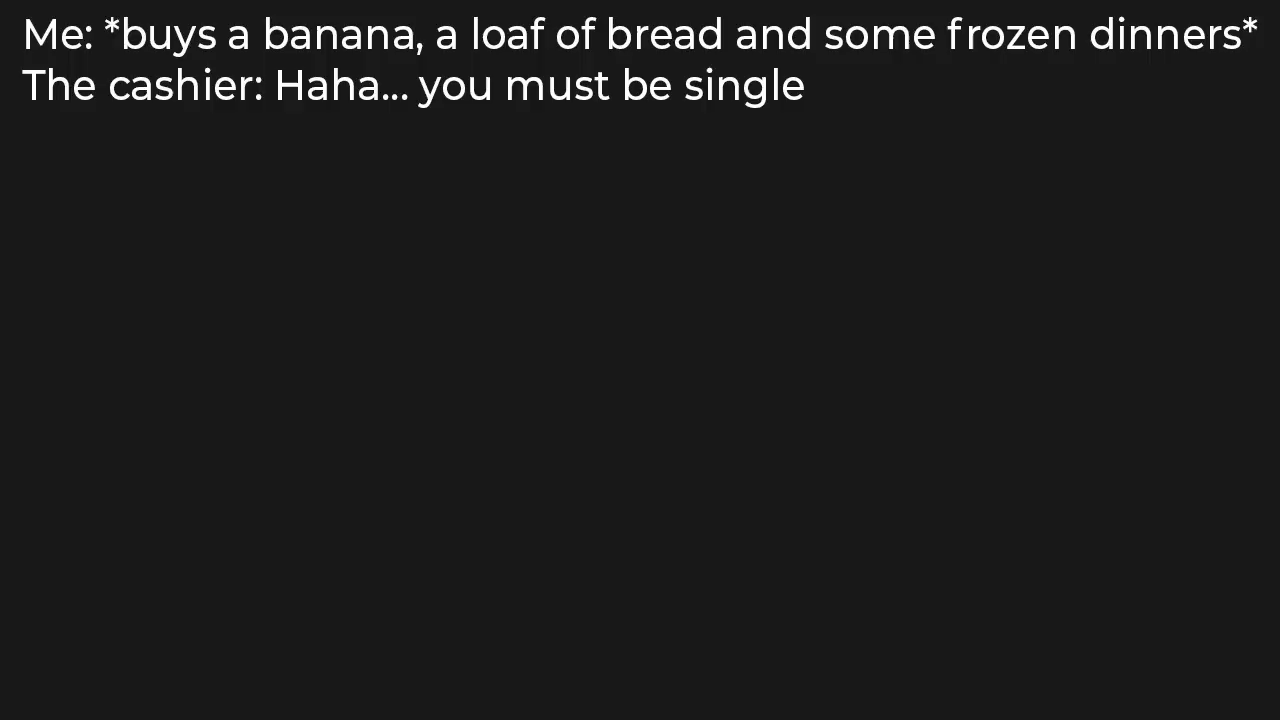 Me: *buys a banana, a loaf of bread and some frozen dinners*
The cashier: Haha... you must be single